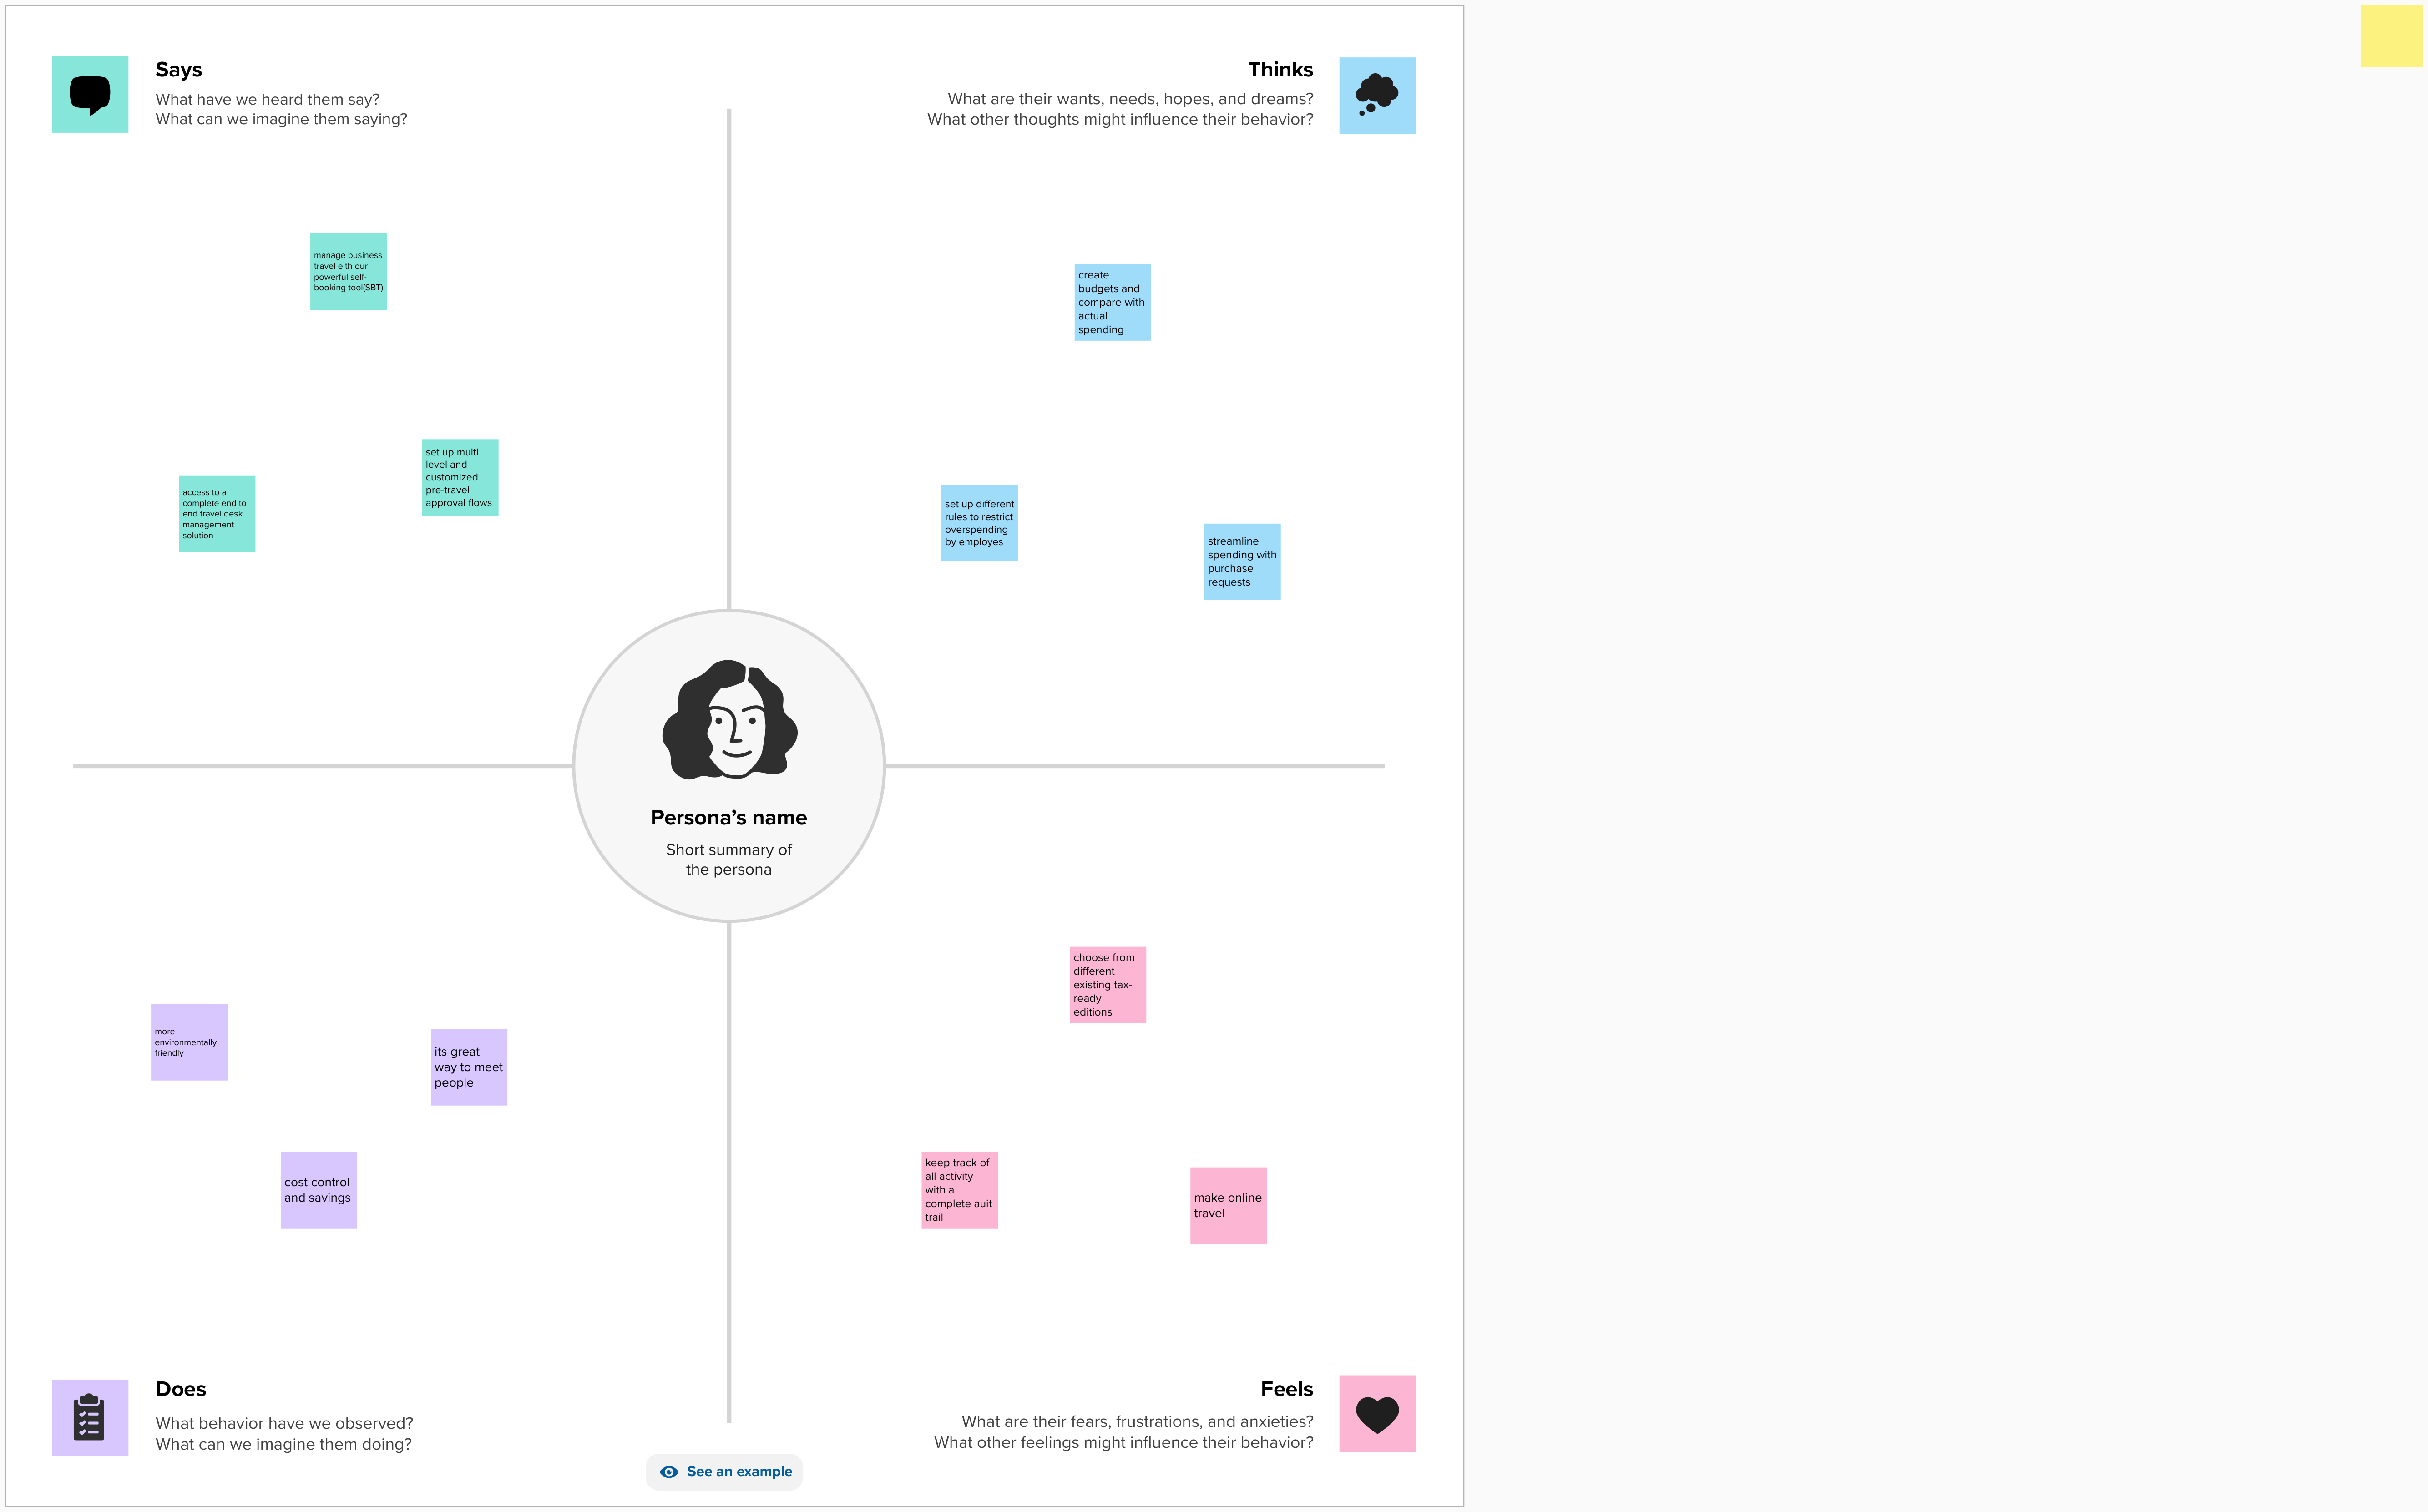 Says
What have we heard them say?
What can we imagine them saying?
Thinks
What are their wants, needs, hopes, and dreams?
What other thoughts might influence their behavior?
manage business
travel eith our
powerful self-
booking tool(SBT)
access to a
complete end to
end travel desk
management
solution
set up multi
level and
customized
pre-travel
approval flows
create
budgets and
compare with
actual
spending
set up different
rules to restrict
overspending
by employes
streamline
spending with
purchase
requests
Persona’s name
Short summary of
the persona
more
environmentally
friendly
its great
way to meet
people
cost control
and savings
choose from
different
existing tax-
ready
editions
keep track of
all activity
with a
complete auit
trail
make online
travel
Does
What behavior have we observed?
What can we imagine them doing?
Feels
What are their fears, frustrations, and anxieties?
What other feelings might influence their behavior?
See an example